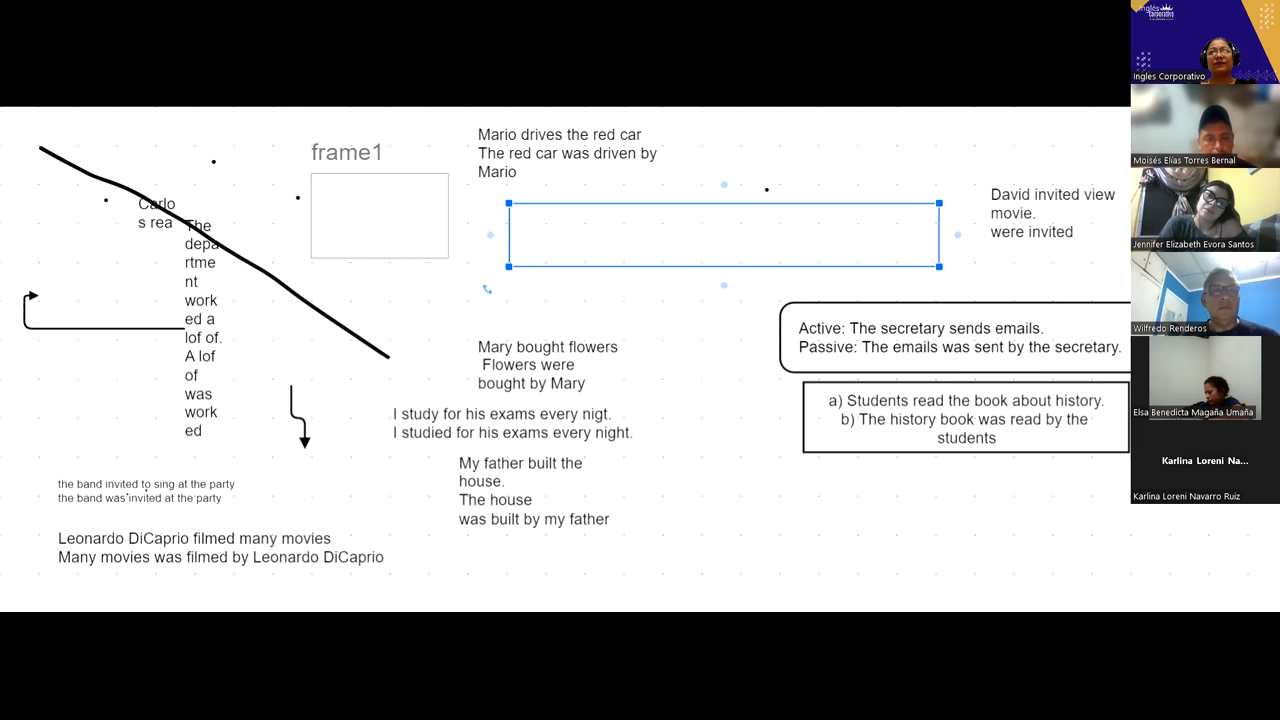 frame1
Mario drives the red car
The red car was driven by
Mario
David invited view
movie.
were invited
Carlo
s rea
The
depa
rtme
nt
work
ed a
lof of.
A lof
of
was
work
ed
Active: The secretary sends emails.
Passive: The emails was sent by the secretary.
Mary bought flowers
Flowers were
bought by Mary
a) Students read the book about history.
b) The history book was read by the
students
I study for his exams every nigt.
I studied for his exams every night.
My father built the
house.
The house
was built by my father
the band invited to sing at the party
the band was invited at the party
Leonardo DiCaprio filmed many movies
Many movies was filmed by Leonardo DiCaprio
Inglés
Corporativo
Ingles Corporativo
Moisés Elías Torres Bernal
Jennifer Elizabeth Evora Santos
Wilfredo Renderos
Elsa Benedicta Magaña Umaña
Karlina Loreni Na...
Karlina Loreni Navarro Ruiz